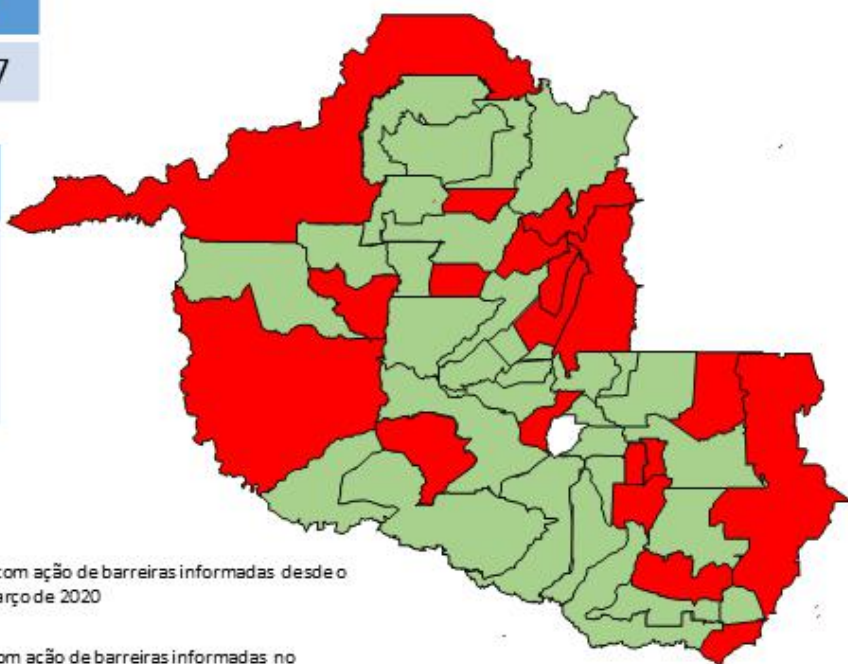 7
com ação de barreiras informadas desde o
arço de 2020
om ação de barreiras informadas no